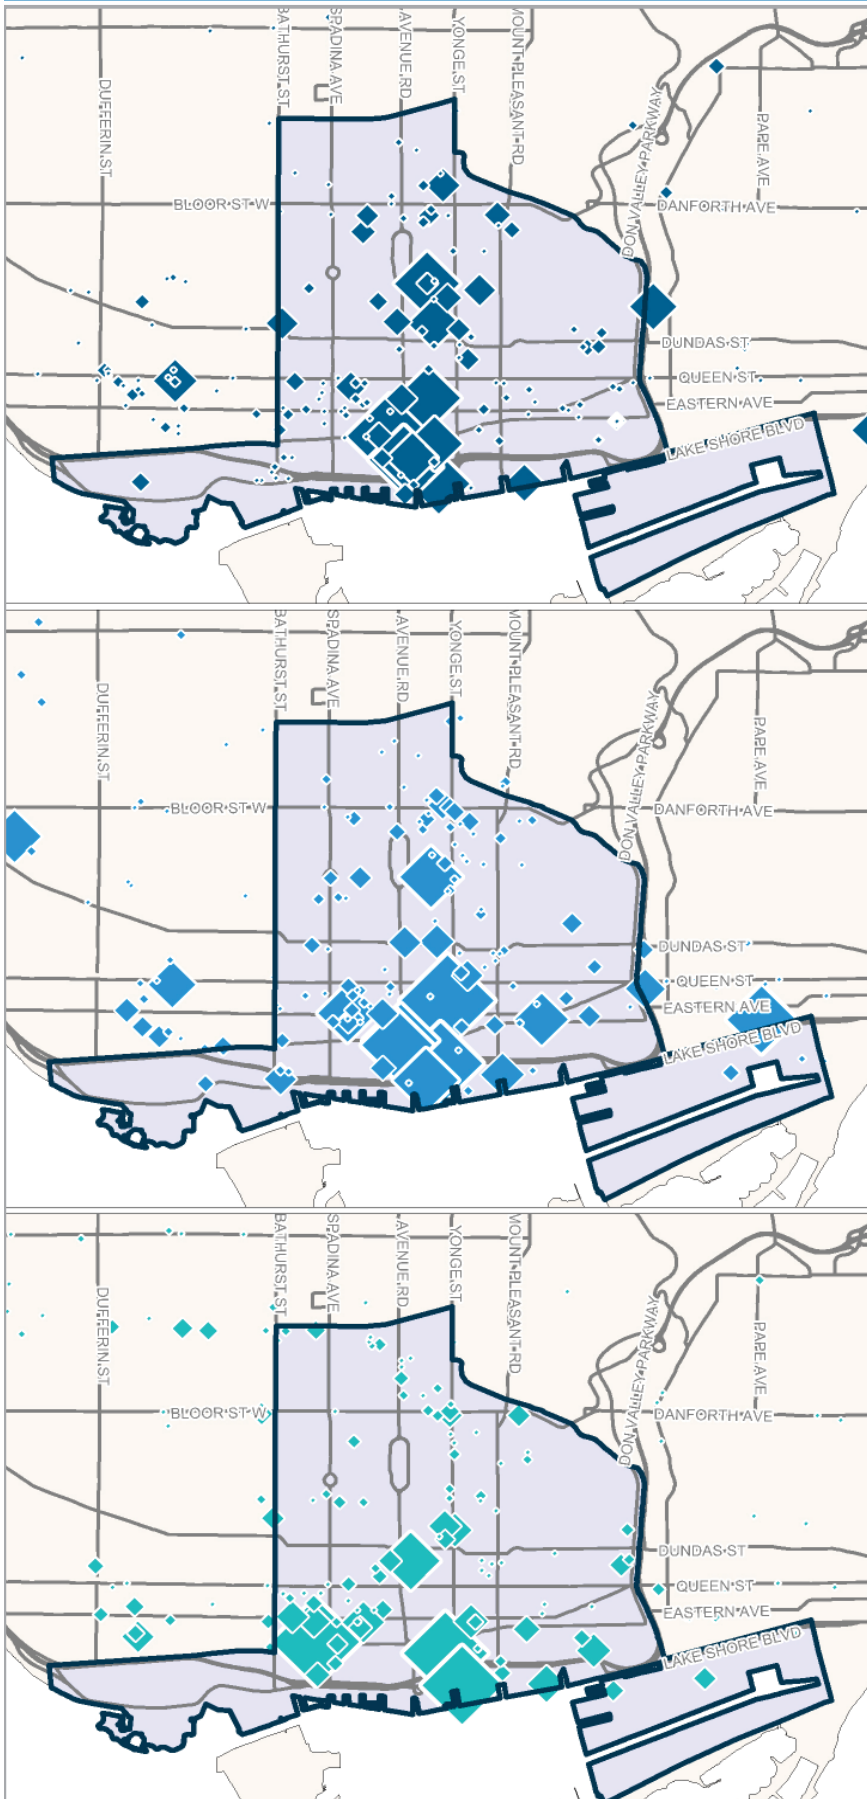 BATHURST ST
SPADINA AVE
AVENUE RD
YONGE ST
MOUNT PLEASANT RD
DUFFERIN ST
DON VALLEY PARKWAY
PAPE AVE
BLOOR ST W
DANFORTH AVE
DUNDAS ST
QUEEN ST
EASTERN AVE
LAKE SHORE BLVD
BATHURST ST
SPADINA AVE
AVENUE RD
YONGE ST
MOUNT PLEASANT RD
DUFFERIN ST
DON VALLEY PARKWAY
PAPE AVE
BLOOR ST W
DANFORTH AVE
DUNDAS ST
QUEEN ST
EASTERN AVE
LAKE SHORE BLVD
BATHURST ST
SPADINA AVE
AVENUE RD
YONGE ST
MOUNT PLEASANT RD
DUFFERIN ST
DON VALLEY PARKWAY
PAPE AVE
BLOOR ST W
DANFORTH AVE
DUNDAS ST
QUEEN ST
EASTERN AVE
LAKE SHORE BLVD